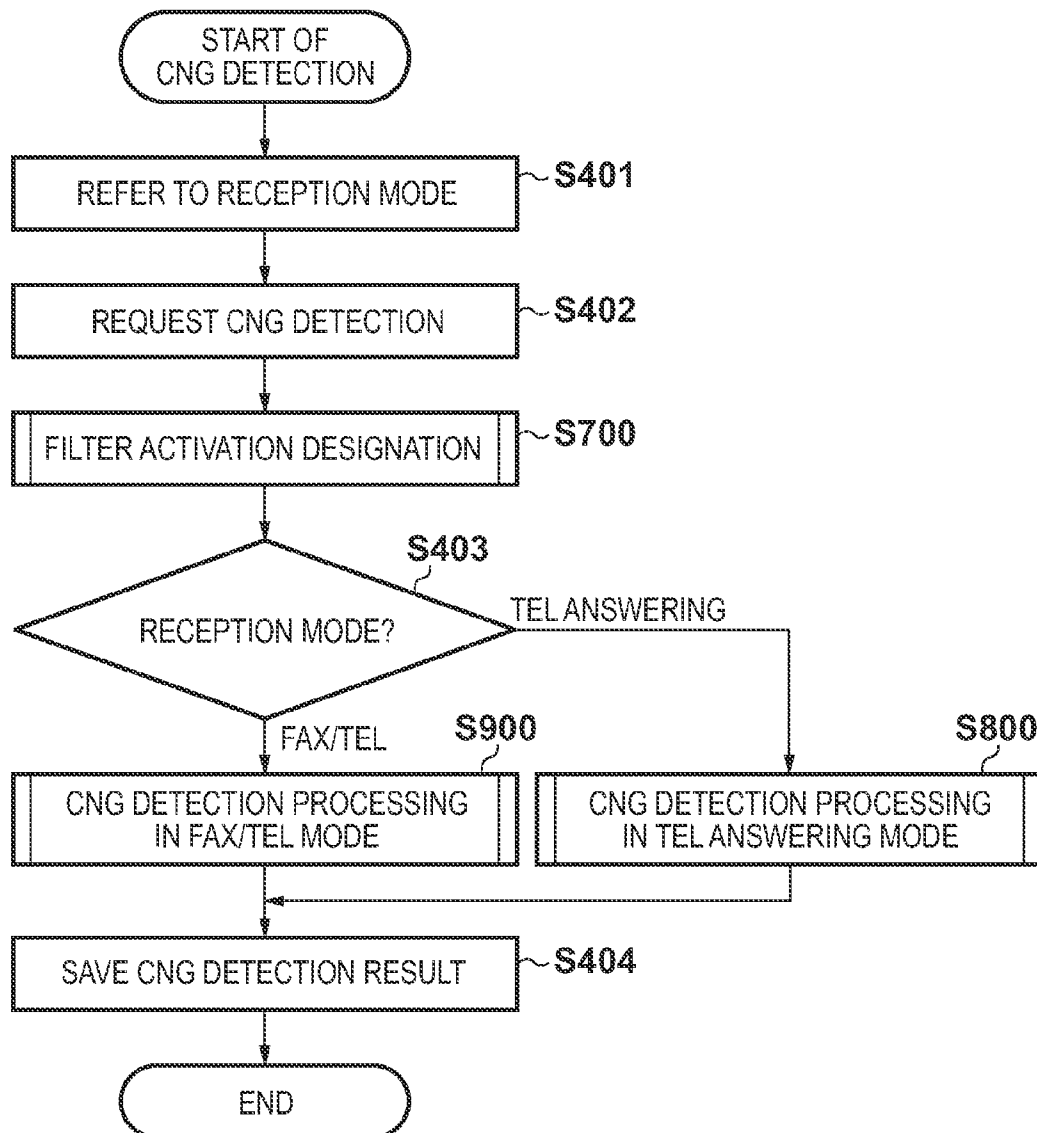 START OF
CNG DETECTION
REFER TO RECEPTION MODE
S401
REQUEST CNG DETECTION
S402
FILTER ACTIVATION DESIGNATION
S700
S403
RECEPTION MODE?
TEL ANSWERING
FAX/TEL
S900
S800
CNG DETECTION PROCESSING
IN FAX/TEL MODE
CNG DETECTION PROCESSING
IN TEL ANSWERING MODE
SAVE CNG DETECTION RESULT
S404
END